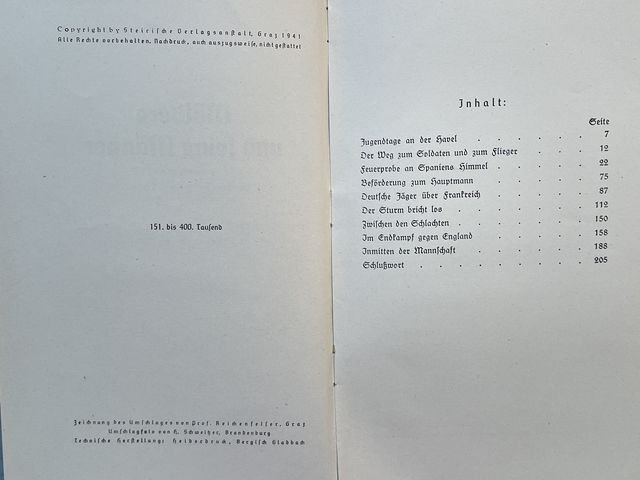 Copyright by Steirische Verlagsanstalt, Graz 1941
Alle Rechte vorbehalten. Nachdruck, auch auszugsweise, nicht gestattet
151. bis 400. Tausend
Zeichnung des Umschlages von Prof. Reichenfelser, Graz
Umschlagfoto von H. Schweitzer, Brandenburg
Technische Herstellung: Heiderdruck, Bergisch Gladbach
Inhalt:
Seite
Jugendtage an der Havel . . . . . . 7
Der Weg zum Soldaten und zum Flieger . . . 12
Feuerprobe an Spaniens Himmel . . . . . 22
Beförderung zum Hauptmann . . . . . 75
Deutsche Jäger über Frankreich . . . . . 87
Der Sturm bricht los . . . . . . . 112
Zwischen den Schlachten . . . . . . 150
Im Endkampf gegen England . . . . . 158
Inmitten der Mannschaft . . . . . . 188
Schlußwort . . . . . . . . . 205